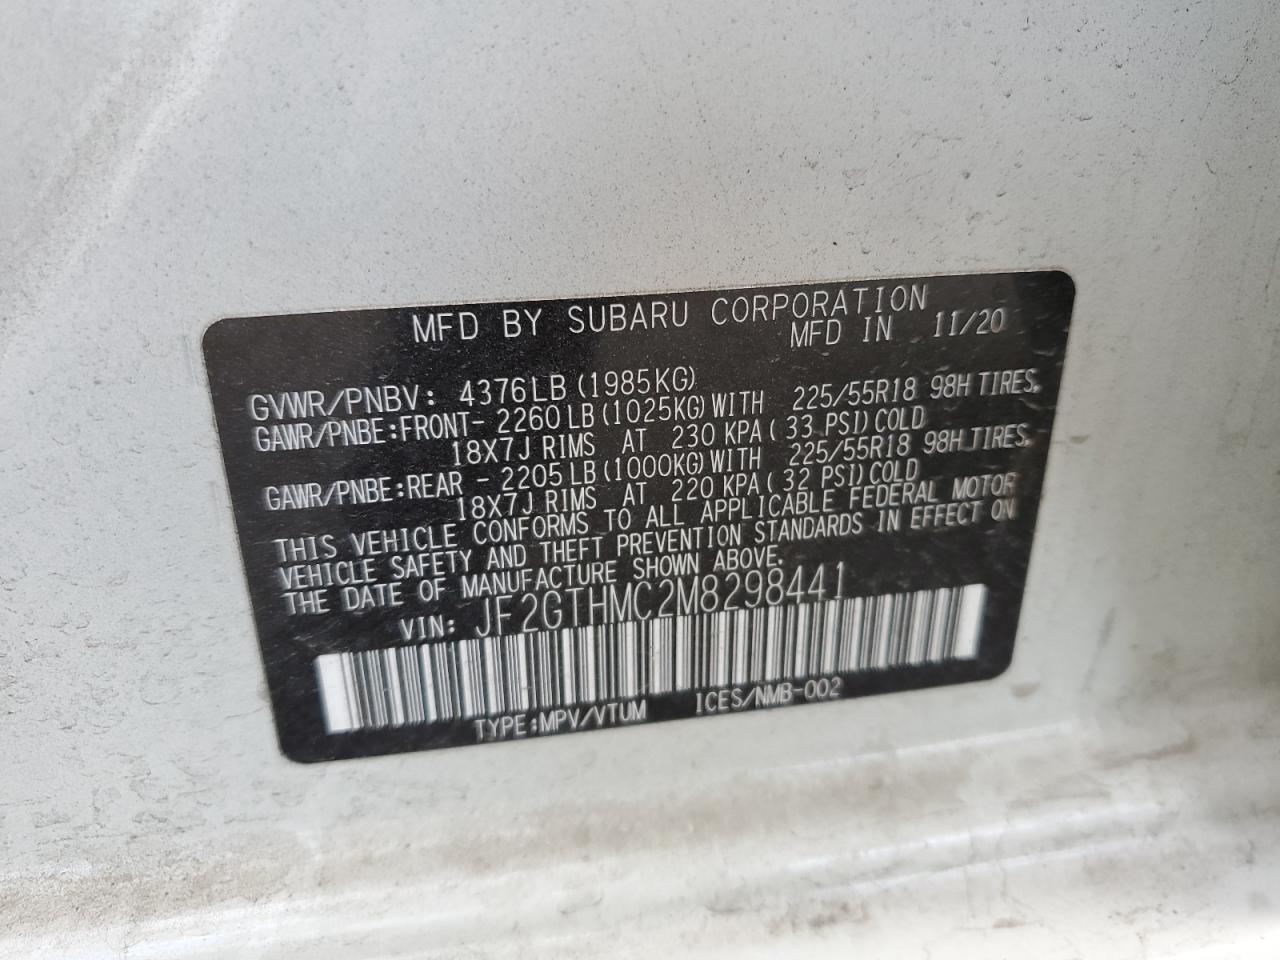 MFD BY SUBARU CORPORATION
MFD IN 11/20
GVWR/PNBV: 4376LB (1985KG)
GAWR/PNBE:FRONT- 2260LB (1025KG) WITH 225/55R18 98H TIRES,
18X7J RIMS AT 230 KPA( 33 PSI) COLD
GAWR/PNBE:REAR - 2205LB (1000KG) WITH 225/55R18 98H TIRES,
18X7J RIMS AT 220 KPA( 32 PSI) COLD
THIS VEHICLE CONFORMS TO ALL APPLICABLE FEDERAL MOTOR
VEHICLE SAFETY AND THEFT PREVENTION STANDARDS IN EFFECT ON
THE DATE OF MANUFACTURE SHOWN ABOVE.
VIN: JF2GTHMC2M8298441
TYPE:MPV/VTUM ICES/NMB-002